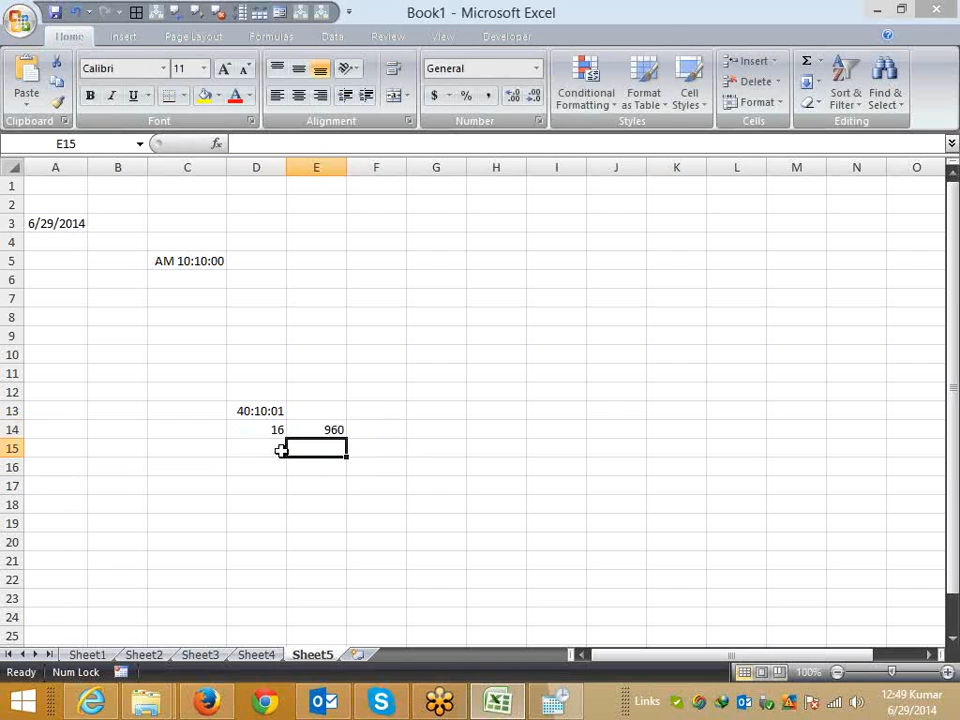 Book1 - Microsoft Excel
Home Insert Page Layout Formulas Data Review View Developer
Paste
Calibri 11
B I U
General
$ % ,
Conditional Formatting
Format as Table
Cell Styles
Insert
Delete
Format
Σ
Sort & Filter
Find & Select
Clipboard Font Alignment Number Styles Cells Editing
E15 fx
A B C D E F G H I J K L M N O
1
2
3 6/29/2014
4
5 AM 10:10:00
6
7
8
9
10
11
12
13 40:10:01
14 16 960
15
16
17
18
19
20
21
22
23
24
25
Sheet1 Sheet2 Sheet3 Sheet4 Sheet5
Ready Num Lock 100%
Links
12:49 Kumar
6/29/2014